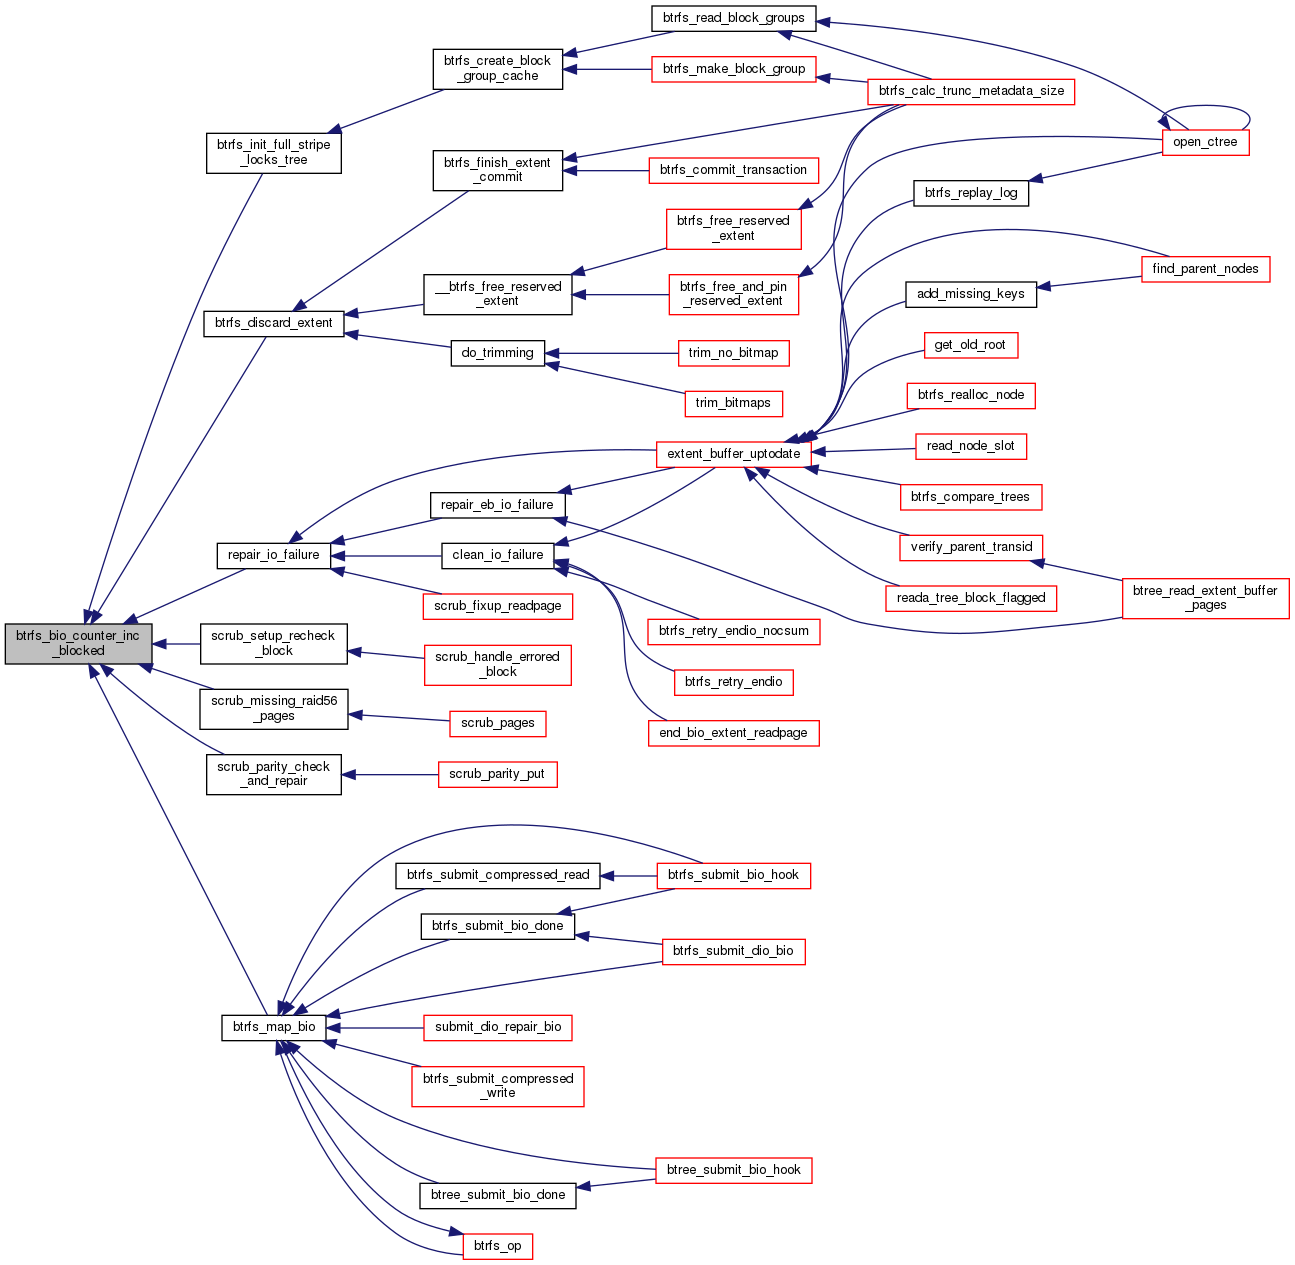 btrfs_read_block_groups
btrfs_create_block
_group_cache
btrfs_make_block_group
btrfs_calc_trunc_metadata_size
open_ctree
btrfs_init_full_stripe
_locks_tree
btrfs_finish_extent
_commit
btrfs_commit_transaction
btrfs_replay_log
btrfs_free_reserved
_extent
find_parent_nodes
__btrfs_free_reserved
_extent
btrfs_free_and_pin
_reserved_extent
add_missing_keys
btrfs_discard_extent
do_trimming
trim_no_bitmap
get_old_root
trim_bitmaps
btrfs_realloc_node
extent_buffer_uptodate
read_node_slot
repair_eb_io_failure
btrfs_compare_trees
repair_io_failure
clean_io_failure
verify_parent_transid
scrub_fixup_readpage
reada_tree_block_flagged
btree_read_extent_buffer
_pages
btrfs_bio_counter_inc
_blocked
scrub_setup_recheck
_block
btrfs_retry_endio_nocsum
scrub_handle_errored
_block
btrfs_retry_endio
scrub_missing_raid56
_pages
scrub_pages
end_bio_extent_readpage
scrub_parity_check
_and_repair
scrub_parity_put
btrfs_submit_compressed_read
btrfs_submit_bio_hook
btrfs_submit_bio_done
btrfs_submit_dio_bio
btrfs_map_bio
submit_dio_repair_bio
btrfs_submit_compressed
_write
btree_submit_bio_hook
btree_submit_bio_done
btrfs_op